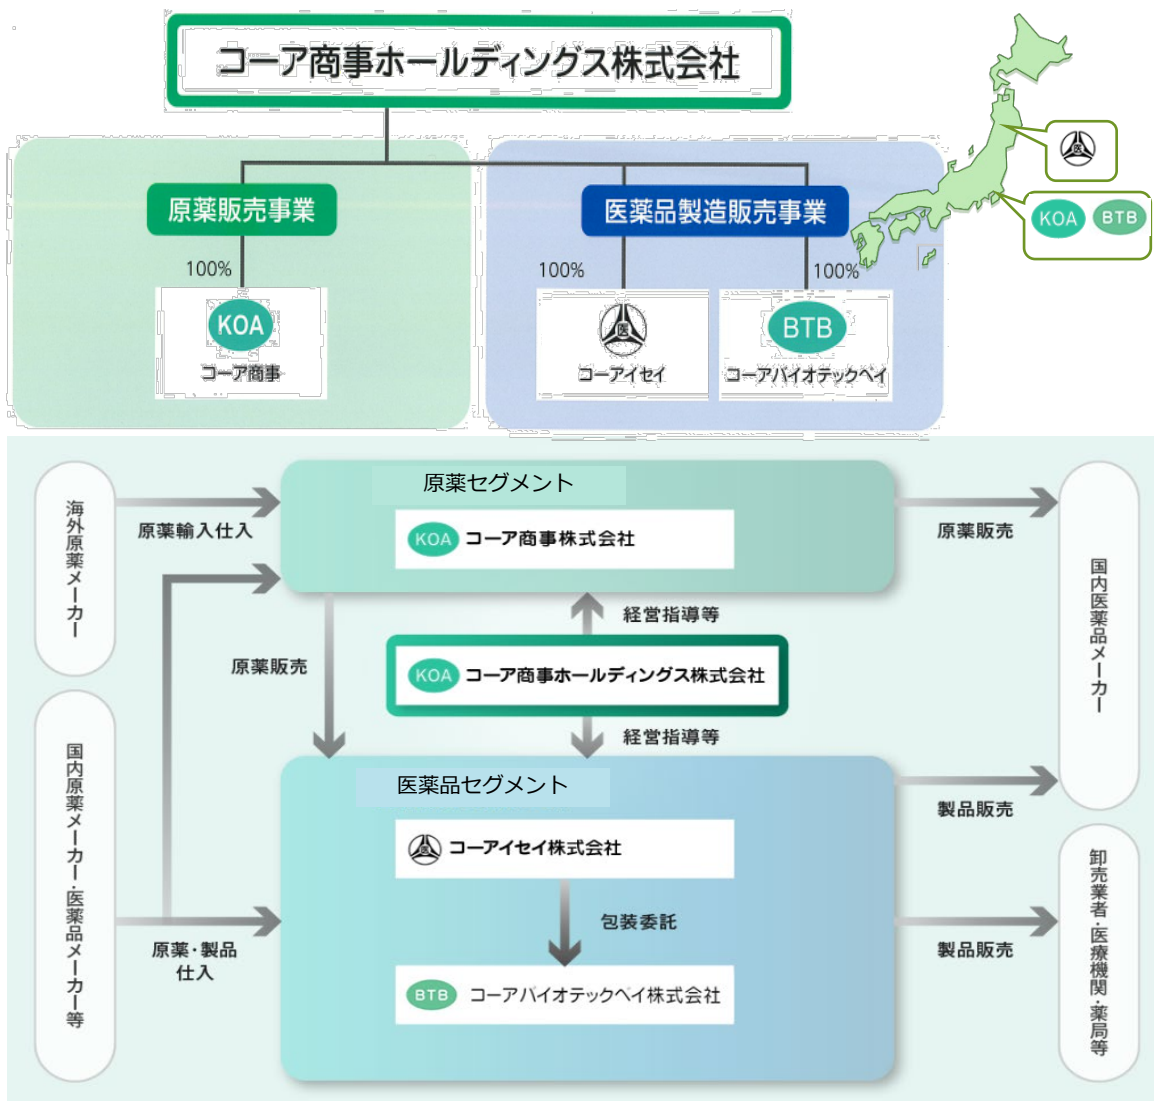 コーア商事ホールディングス株式会社
医
KOA
BTB
原薬販売事業
医薬品製造販売事業
100%
100%
100%
KOA
コーア商事
医
コーアイセイ
BTB
コーアバイオテックベイ
原薬セグメント
KOA コーア商事株式会社
海外原薬メーカー
原薬輸入仕入
原薬販売
国内医薬品メーカー
経営指導等
原薬販売
KOA コーア商事ホールディングス株式会社
経営指導等
国内原薬メーカー・医薬品メーカー等
医薬品セグメント
製品販売
医 コーアイセイ株式会社
包装委託
原薬・製品
仕入
製品販売
卸売業者・医療機関・薬局等
BTB コーアバイオテックベイ株式会社